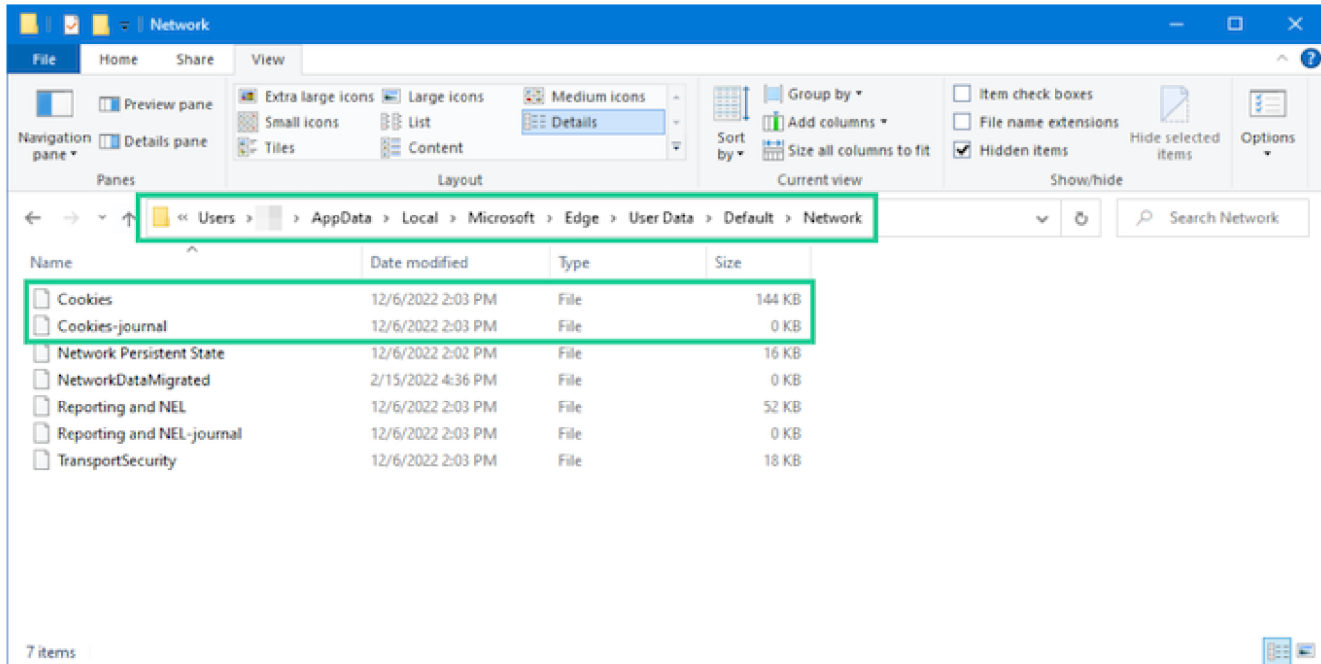 Network
File Home Share View
Navigation pane
Preview pane
Details pane
Panes
Extra large icons Large icons Medium icons
Small icons List Details
Tiles Content
Layout
Sort by
Group by
Add columns
Size all columns to fit
Current view
Item check boxes
File name extensions
Hidden items
Hide selected items
Show/hide
Options
« Users > > AppData > Local > Microsoft > Edge > User Data > Default > Network
Search Network
Name Date modified Type Size
Cookies 12/6/2022 2:03 PM File 144 KB
Cookies-journal 12/6/2022 2:03 PM File 0 KB
Network Persistent State 12/6/2022 2:02 PM File 16 KB
NetworkDataMigrated 2/15/2022 4:36 PM File 0 KB
Reporting and NEL 12/6/2022 2:03 PM File 52 KB
Reporting and NEL-journal 12/6/2022 2:03 PM File 0 KB
TransportSecurity 12/6/2022 2:03 PM File 18 KB
7 items